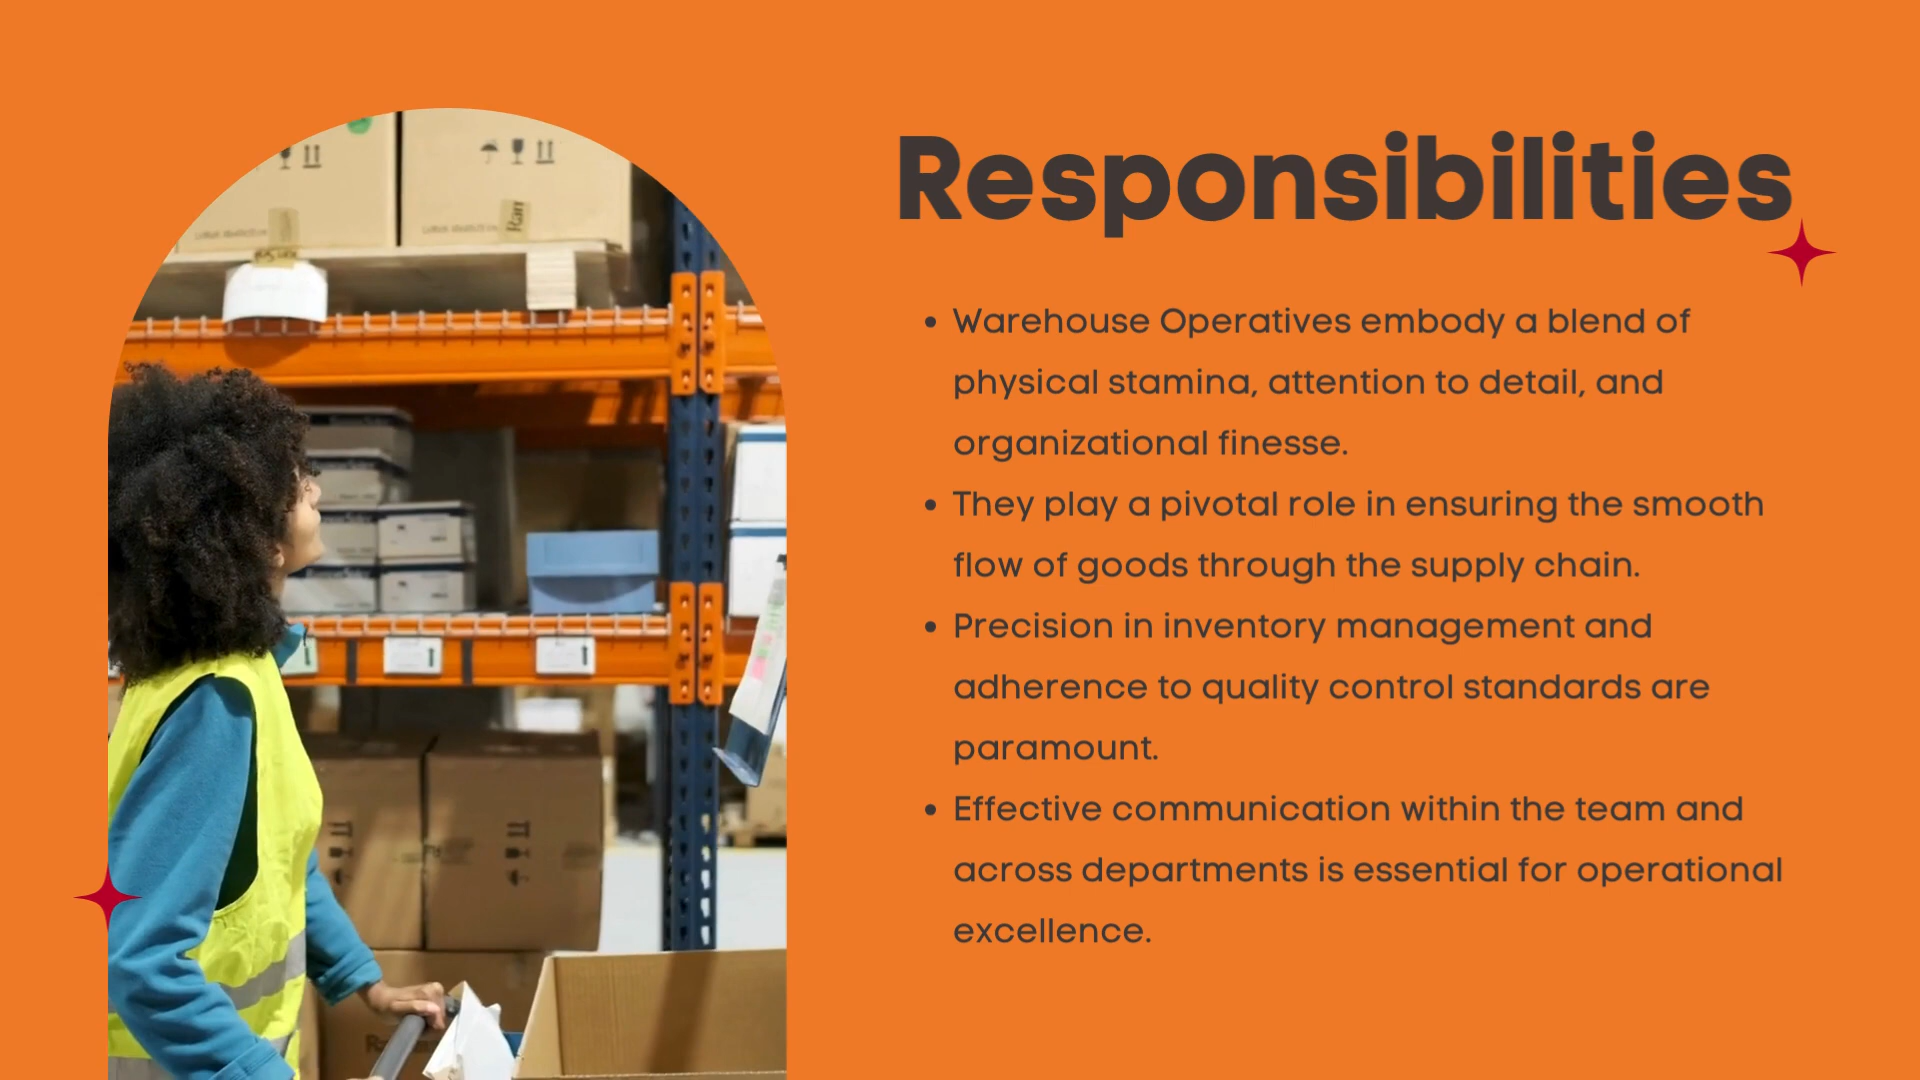 Responsibilities
• Warehouse Operatives embody a blend of
physical stamina, attention to detail, and
organizational finesse.
• They play a pivotal role in ensuring the smooth
flow of goods through the supply chain.
• Precision in inventory management and
adherence to quality control standards are
paramount.
• Effective communication within the team and
across departments is essential for operational
excellence.